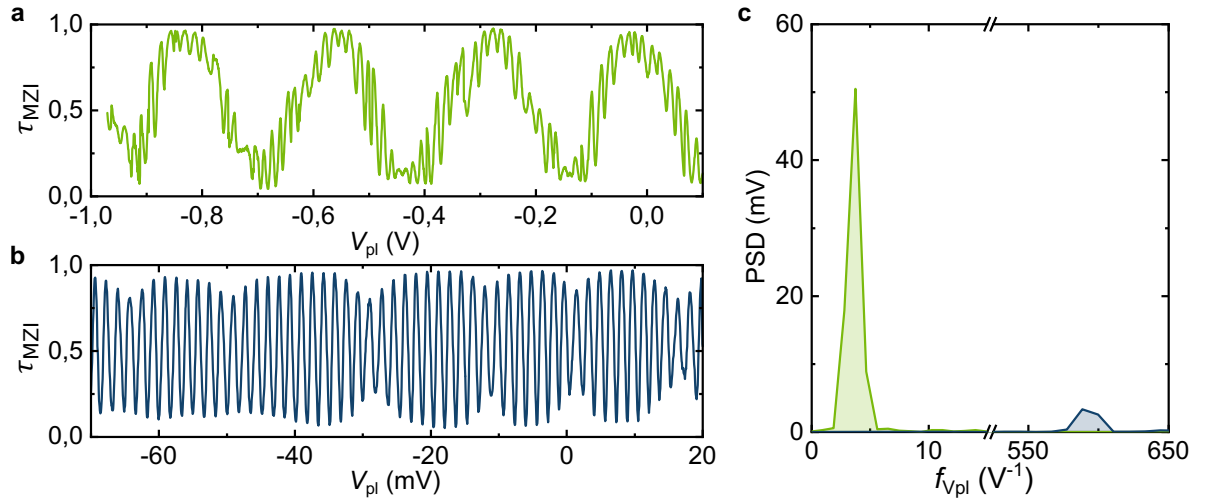 a
τMZI
1,0
0,5
0,0
-1,0 -0,8 -0,6 -0,4 -0,2 0,0
Vpl (V)
b
τMZI
1,0
0,5
0,0
-60 -40 -20 0 20
Vpl (mV)
c
PSD (mV)
60
40
20
0
0 10 550 650
fVpl (V-1)